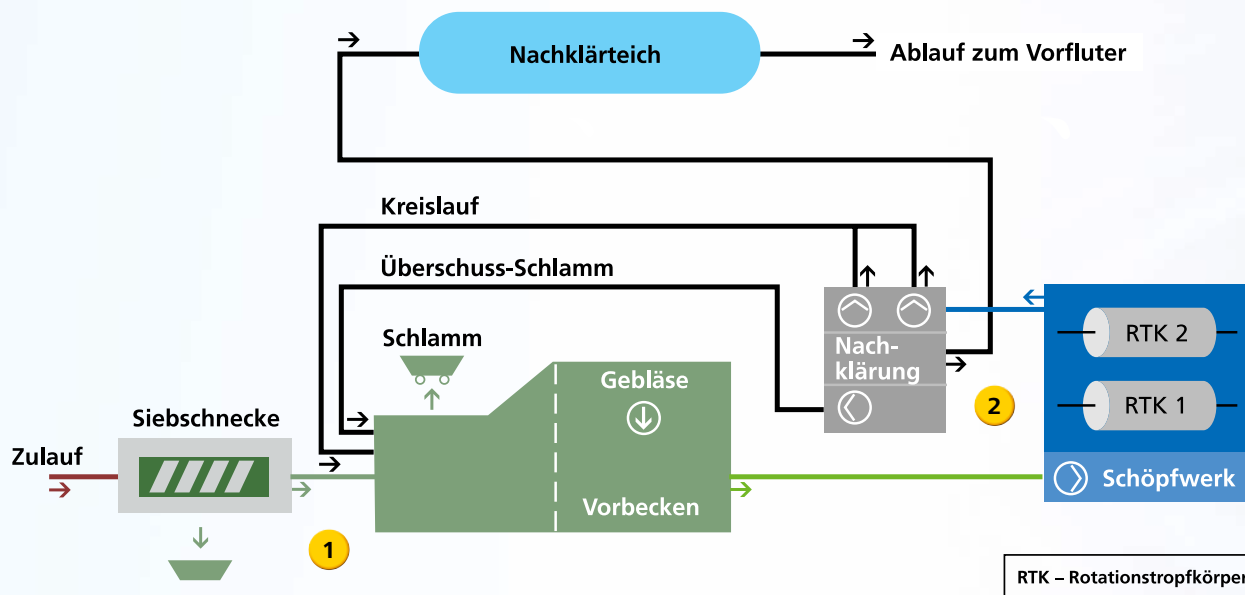 Nachklärteich
Ablauf zum Vorfluter
Kreislauf
Überschuss-Schlamm
Schlamm
Gebläse
Nach-
klärung
RTK 2
RTK 1
2
Siebschnecke
Zulauf
Vorbecken
Schöpfwerk
1
RTK – Rotationstropfkörper